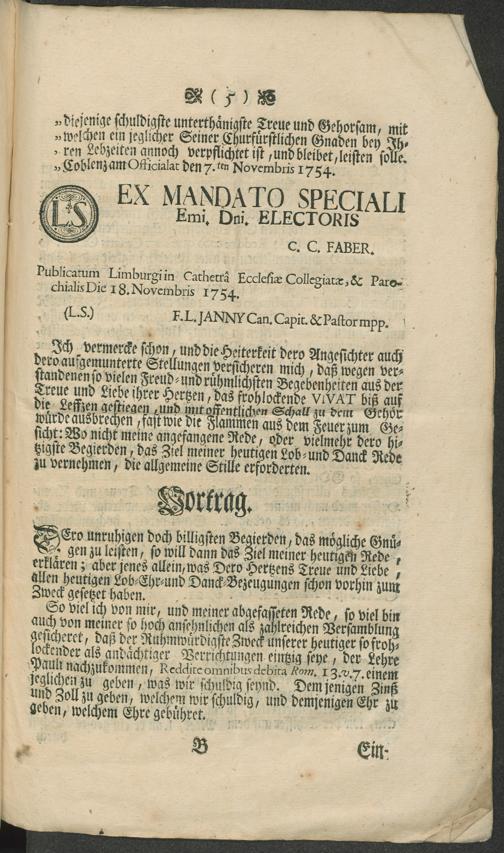 ( 5 )
„diejenige schuldigste unterthänigste Treue und Gehorsam, mit
„welchen ein jeglicher Seiner Churfürstlichen Gnaden bey Ih-
„ren Lebzeiten annoch verpflichtet ist, und bleibet, leisten solle.
„Coblenz am Officialat den 7.ten Novembris 1754.
L.S
EX MANDATO SPECIALI
Emi. Dni. ELECTORIS
C. C. FABER.
Publicatum Limburgi in Cathetrâ Ecclesiæ Collegiatæ, & Paro-
chialis Die 18. Novembris 1754.
(L.S.) F.L. JANNY Can. Capit. & Pastor mpp.
Ich vermercke schon, und die Heiterkeit dero Angesichter auch
dero ausgemunterte Stellungen versicheren mich, daß wegen ver-
standenen so vielen Freud- und rühmlichsten Begebenheiten aus der
Treue und Liebe ihrer Hertzen, das frohlockende VIVAT biß auf
die Leffzen gestiegen, und mit offentlichen Schall zu dem Gehör
würde ausbrechen, fast wie die Flammen aus dem Feuer zum Ge-
sicht: Wo nicht meine angefangene Rede, oder vielmehr dero hi-
tzigste Begierden, das Ziel meiner heutigen Lob- und Danck Rede
zu vernehmen, die allgemeine Stille erforderten.
Vortrag.
DEro unruhigen doch billigsten Begierden, das mögliche Gnü-
gen zu leisten, so will dann das Ziel meiner heutigen Rede,
erklären; aber jenes allein, was Dero Hertzens Treue und Liebe,
allen heutigen Lob-Ehr- und Danck-Bezeugungen schon vorhin zum
Zweck gesetzet haben.
So viel ich von mir, und meiner abgefasseten Rede, so viel bin
auch von meiner so hoch ansehnlichen als zahlreichen Versamblung
gesicheret, daß der Ruhmwürdigste Zweck unserer heutiger so froh-
lockender als andächtiger Verrichtungen eintzig seye, der Lehre
Pauli nachzukommen, Reddite omnibus debita Rom. 13. v. 7. einem
jeglichen zu geben, was wir schuldig seynd. Dem jenigen Zinß
und Zoll zu geben, welchem wir schuldig, und demjenigen Ehr zu
geben, welchem Ehre gebühret.
B Ein-